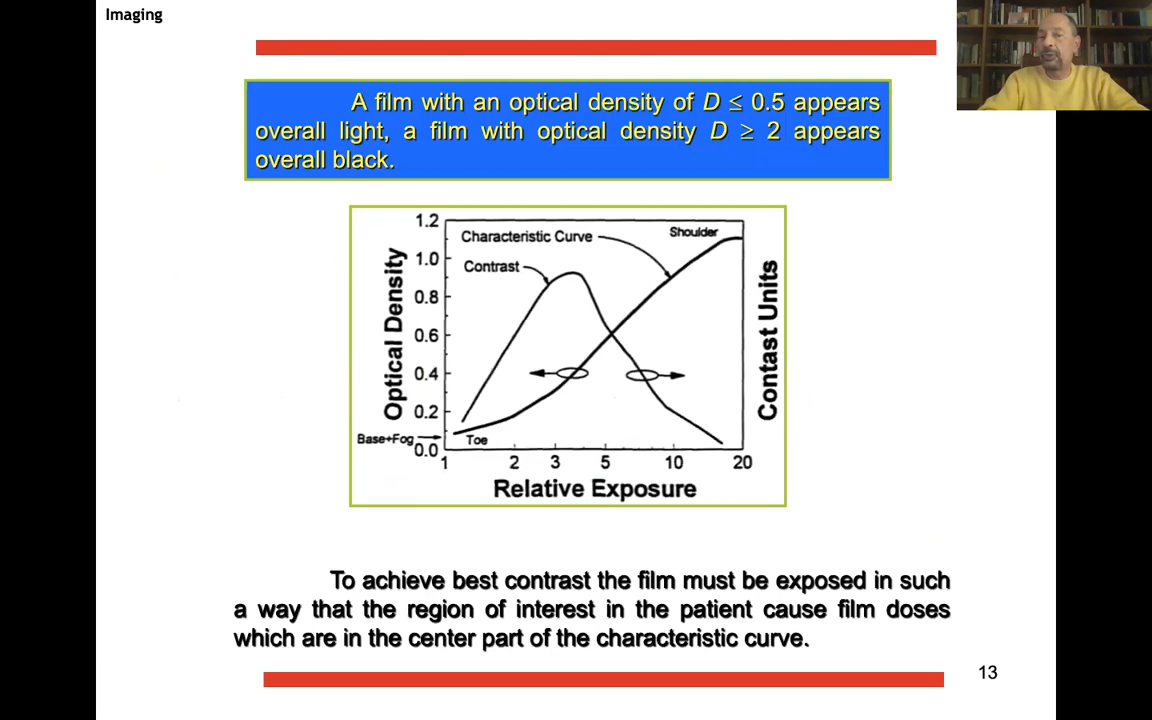 Imaging
A film with an optical density of D ≤ 0.5 appears
overall light, a film with optical density D ≥ 2 appears
overall black.
1.2
1.0
0.8
0.6
0.4
0.2
0.0
Optical Density
Characteristic Curve
Contrast
Shoulder
Toe
Base+Fog
Contast Units
1 2 3 5 10 20
Relative Exposure
To achieve best contrast the film must be exposed in such
a way that the region of interest in the patient cause film doses
which are in the center part of the characteristic curve.
13